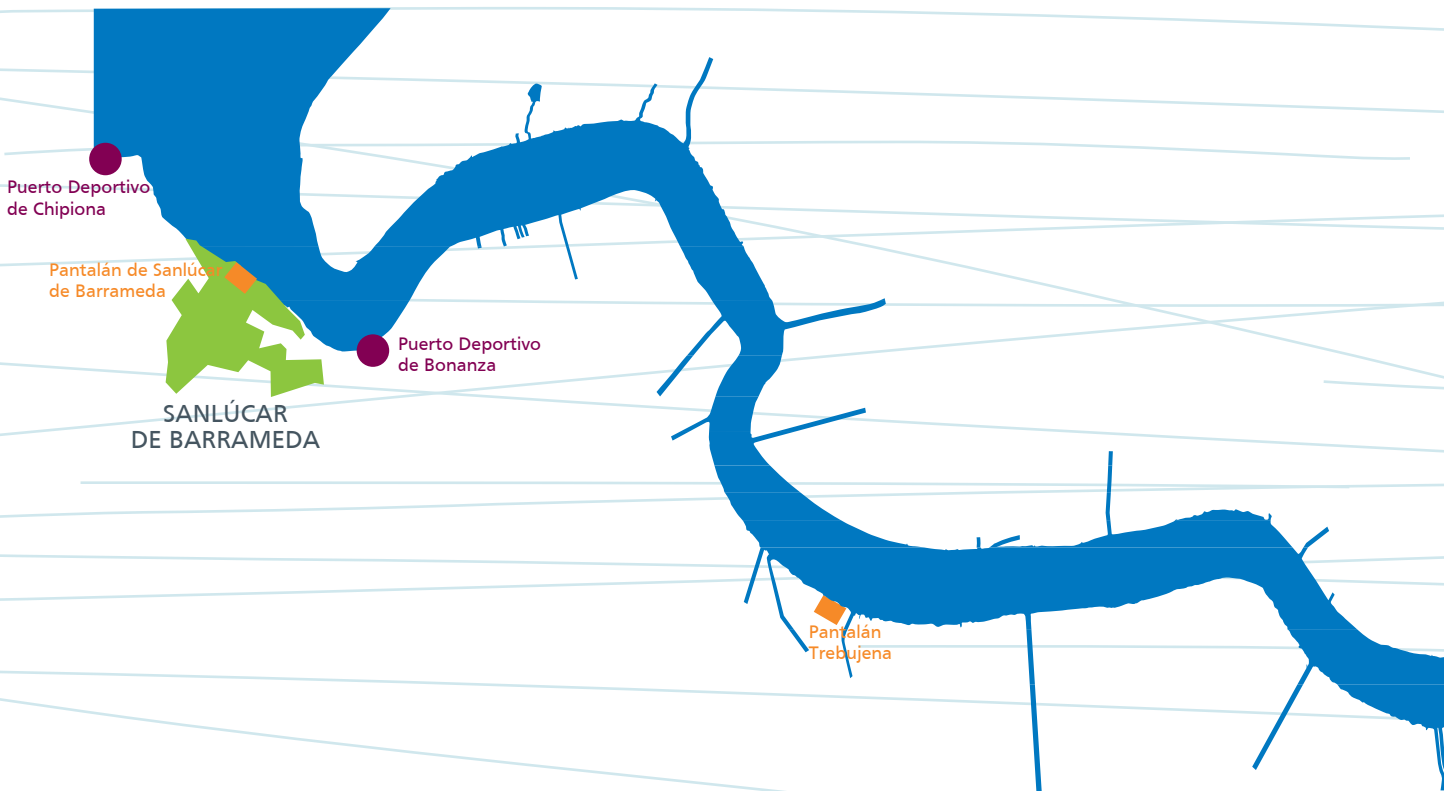 Puerto Deportivo
de Chipiona
Pantalán de Sanlúcar
de Barrameda
Puerto Deportivo
de Bonanza
SANLÚCAR
DE BARRAMEDA
Pantalán
Trebujena